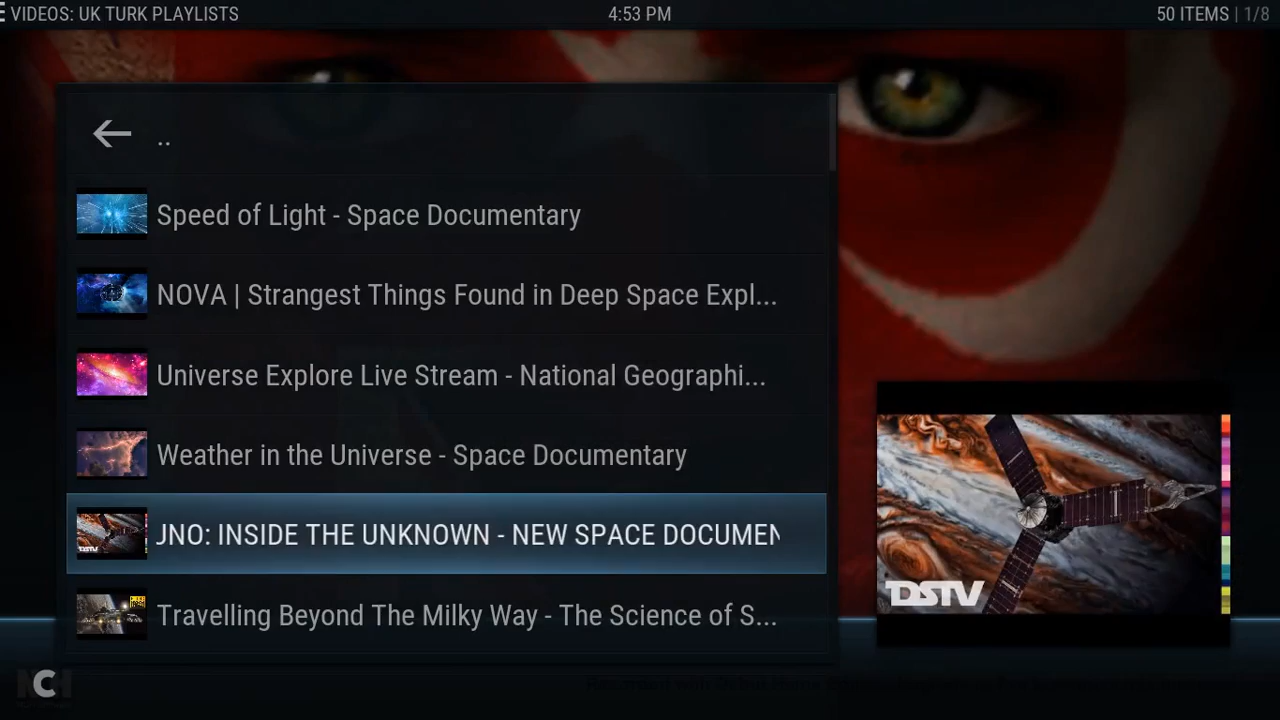 VIDEOS: UK TURK PLAYLISTS
4:53 PM
50 ITEMS | 1/8
..
Speed of Light - Space Documentary
NOVA | Strangest Things Found in Deep Space Expl...
Universe Explore Live Stream - National Geographi...
Weather in the Universe - Space Documentary
JNO: INSIDE THE UNKNOWN - NEW SPACE DOCUMEN
Travelling Beyond The Milky Way - The Science of S...
DSTV
NCH